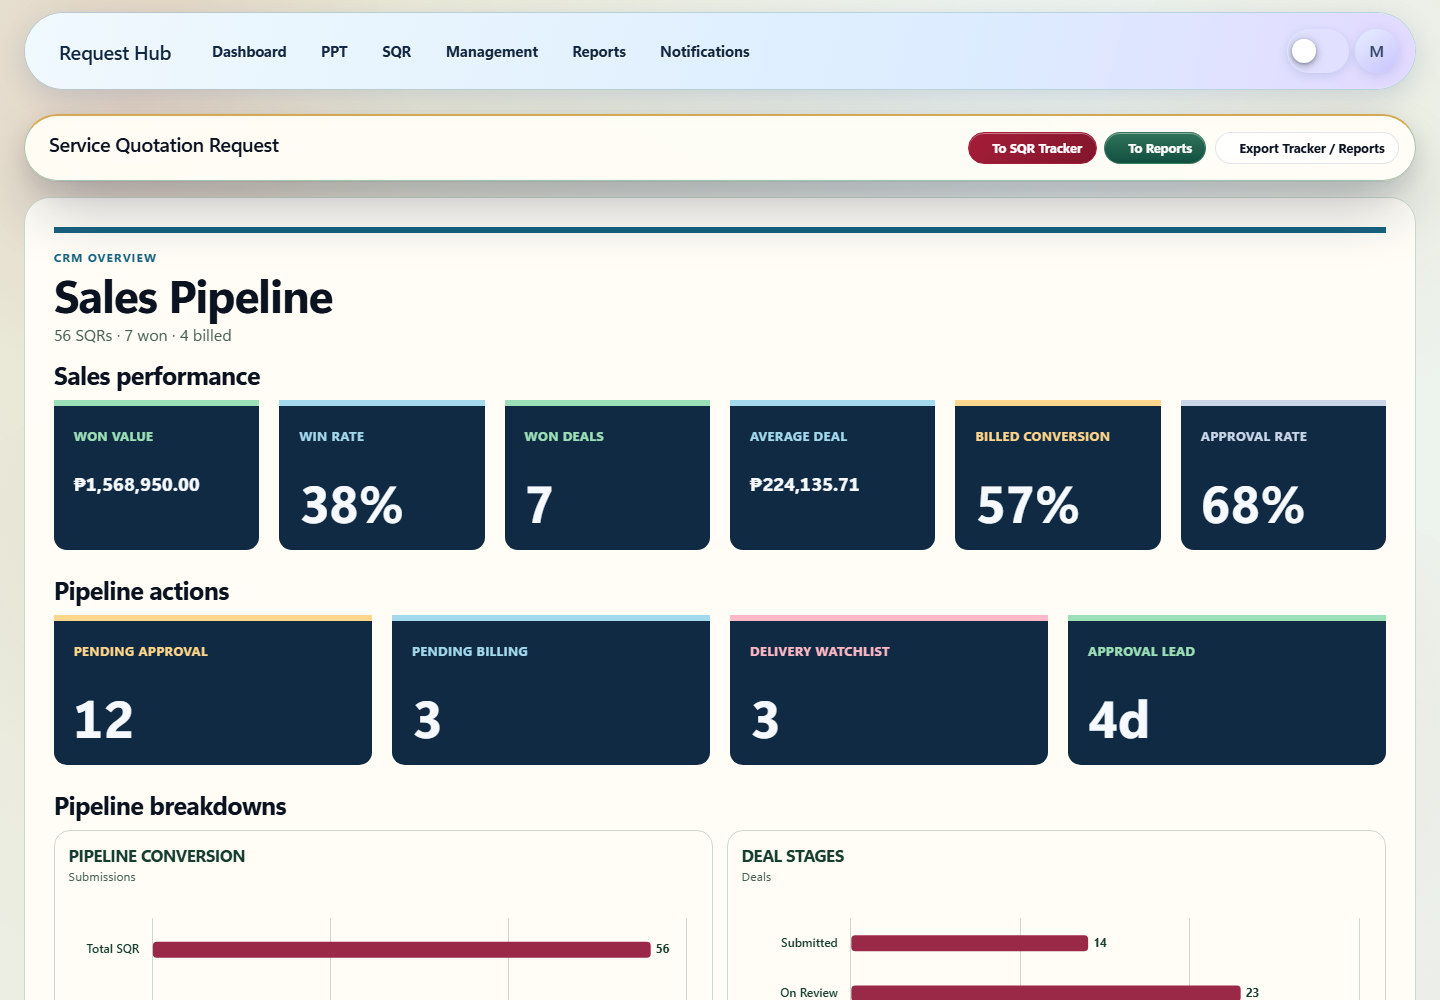 Request Hub
Dashboard
PPT
SQR
Management
Reports
Notifications
M
Service Quotation Request
To SQR Tracker
To Reports
Export Tracker / Reports
CRM OVERVIEW
Sales Pipeline
56 SQRs · 7 won · 4 billed
Sales performance
WON VALUE
₱1,568,950.00
WIN RATE
38%
WON DEALS
7
AVERAGE DEAL
₱224,135.71
BILLED CONVERSION
57%
APPROVAL RATE
68%
Pipeline actions
PENDING APPROVAL
12
PENDING BILLING
3
DELIVERY WATCHLIST
3
APPROVAL LEAD
4d
Pipeline breakdowns
PIPELINE CONVERSION
Submissions
Total SQR
56
DEAL STAGES
Deals
Submitted
14
On Review
23